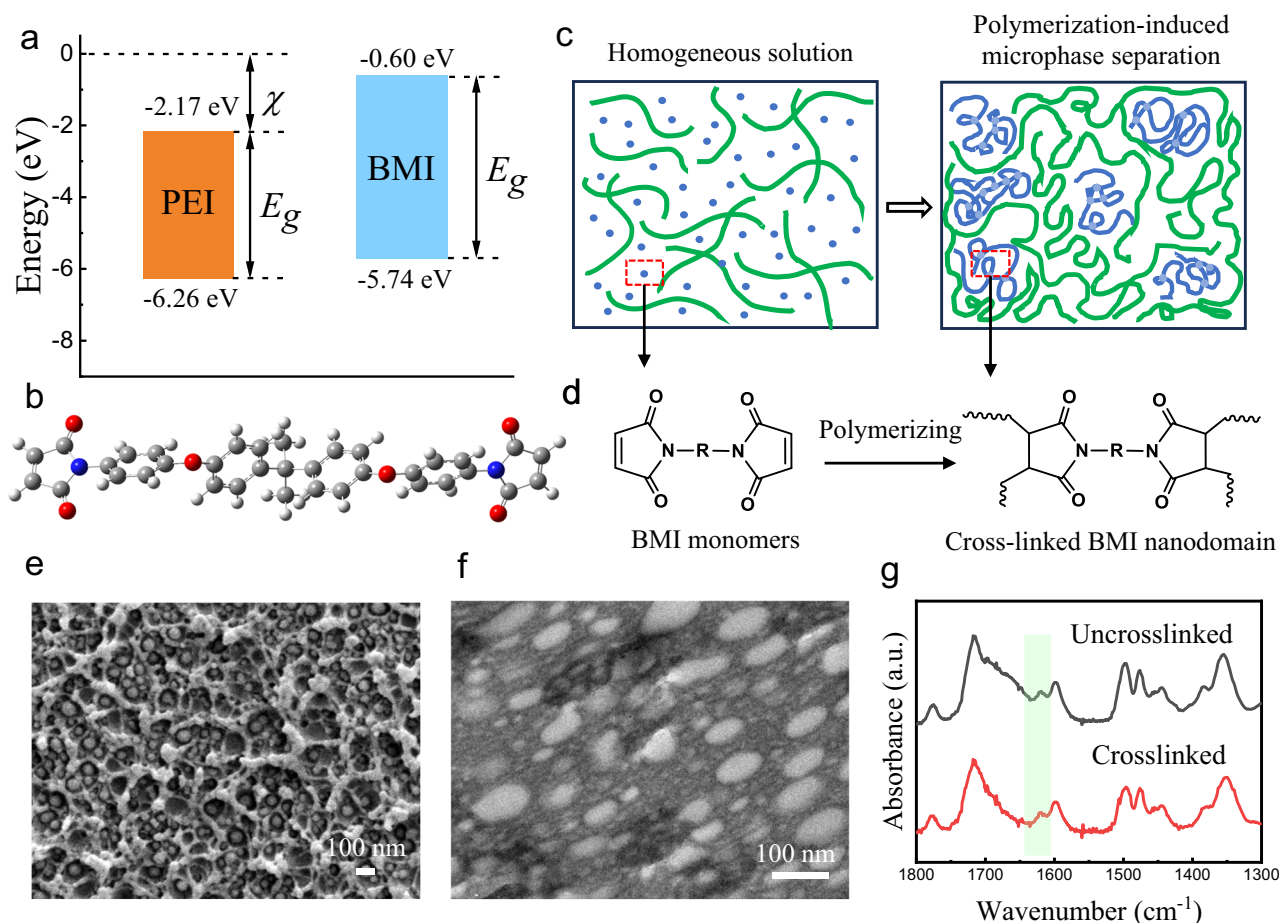 a
Energy (eV)
0
-2
-4
-6
-8
-2.17 eV
χ
PEI
E_g
-6.26 eV
-0.60 eV
BMI
E_g
-5.74 eV
b
c
Homogeneous solution
Polymerization-induced
microphase separation
d
O
O
N
R
N
O
O
BMI monomers
Polymerizing
O
O
N
R
N
O
O
Cross-linked BMI nanodomain
e
100 nm
f
100 nm
g
Absorbance (a.u.)
Uncrosslinked
Crosslinked
1800 1700 1600 1500 1400 1300
Wavenumber (cm⁻¹)